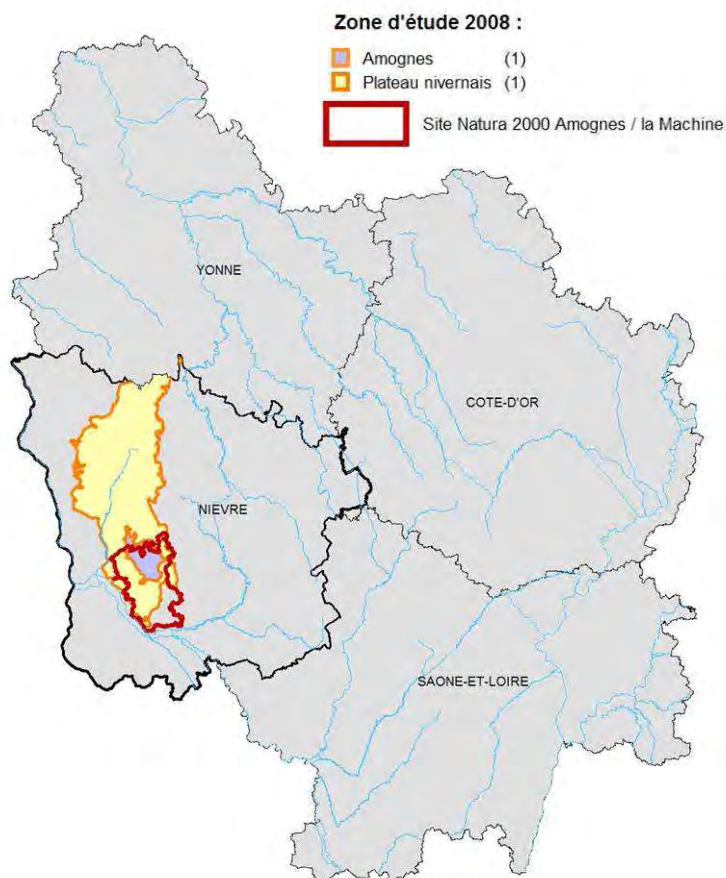 Zone d'étude 2008 :
Amognes (1)
Plateau nivernais (1)
Site Natura 2000 Amognes / la Machine
YONNE
COTE-D'OR
NIEVRE
SAONE-ET-LOIRE